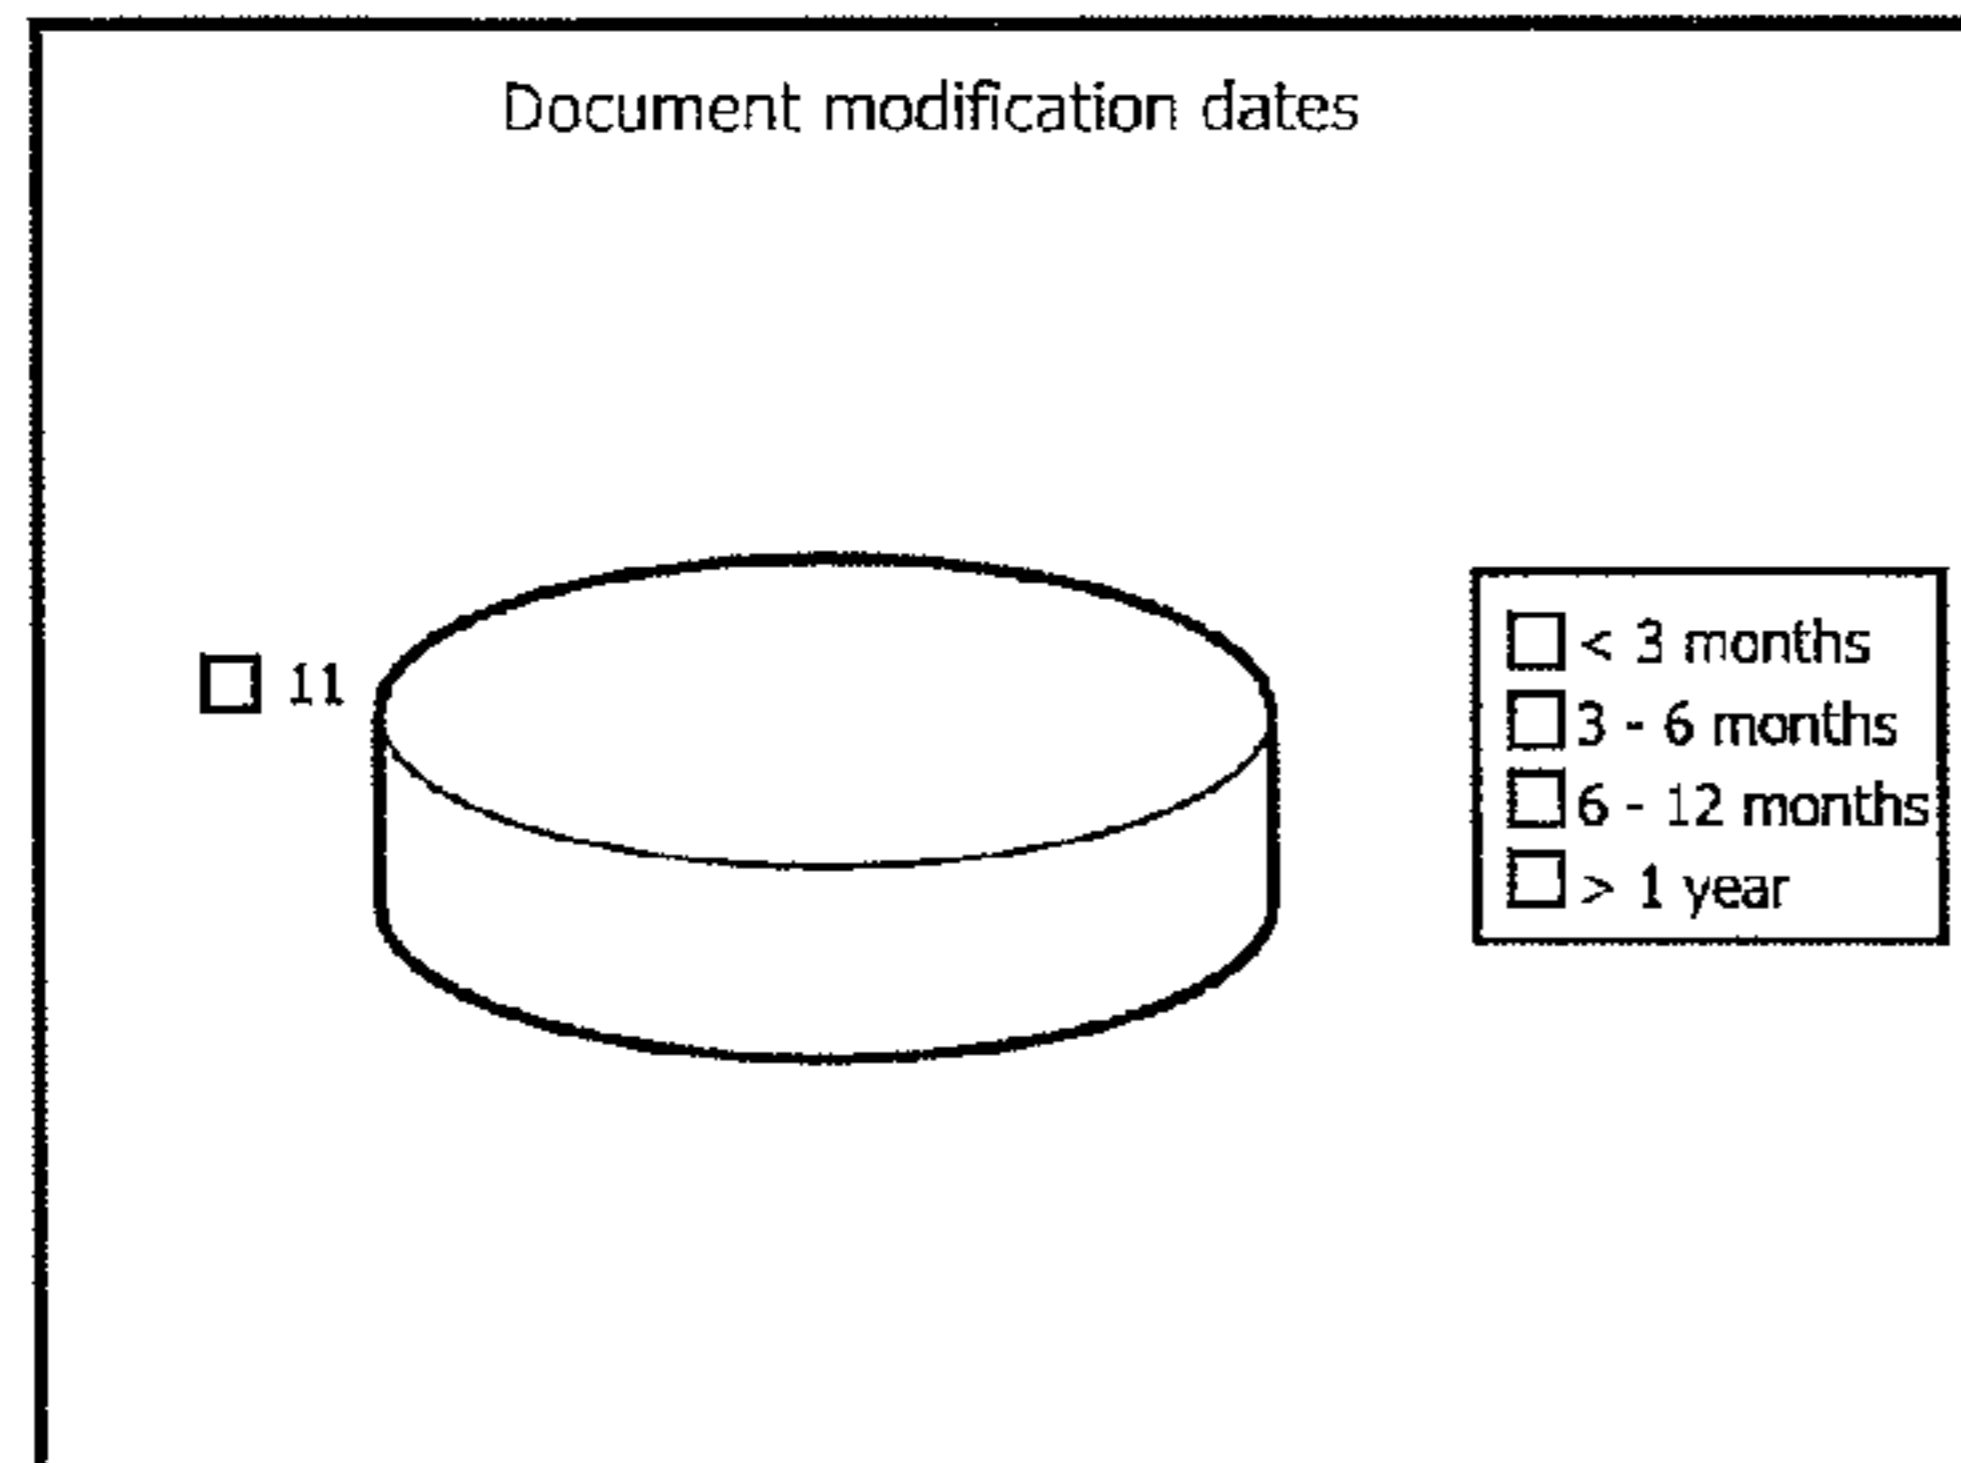 Document modification dates
11
< 3 months
3 - 6 months
6 - 12 months
> 1 year